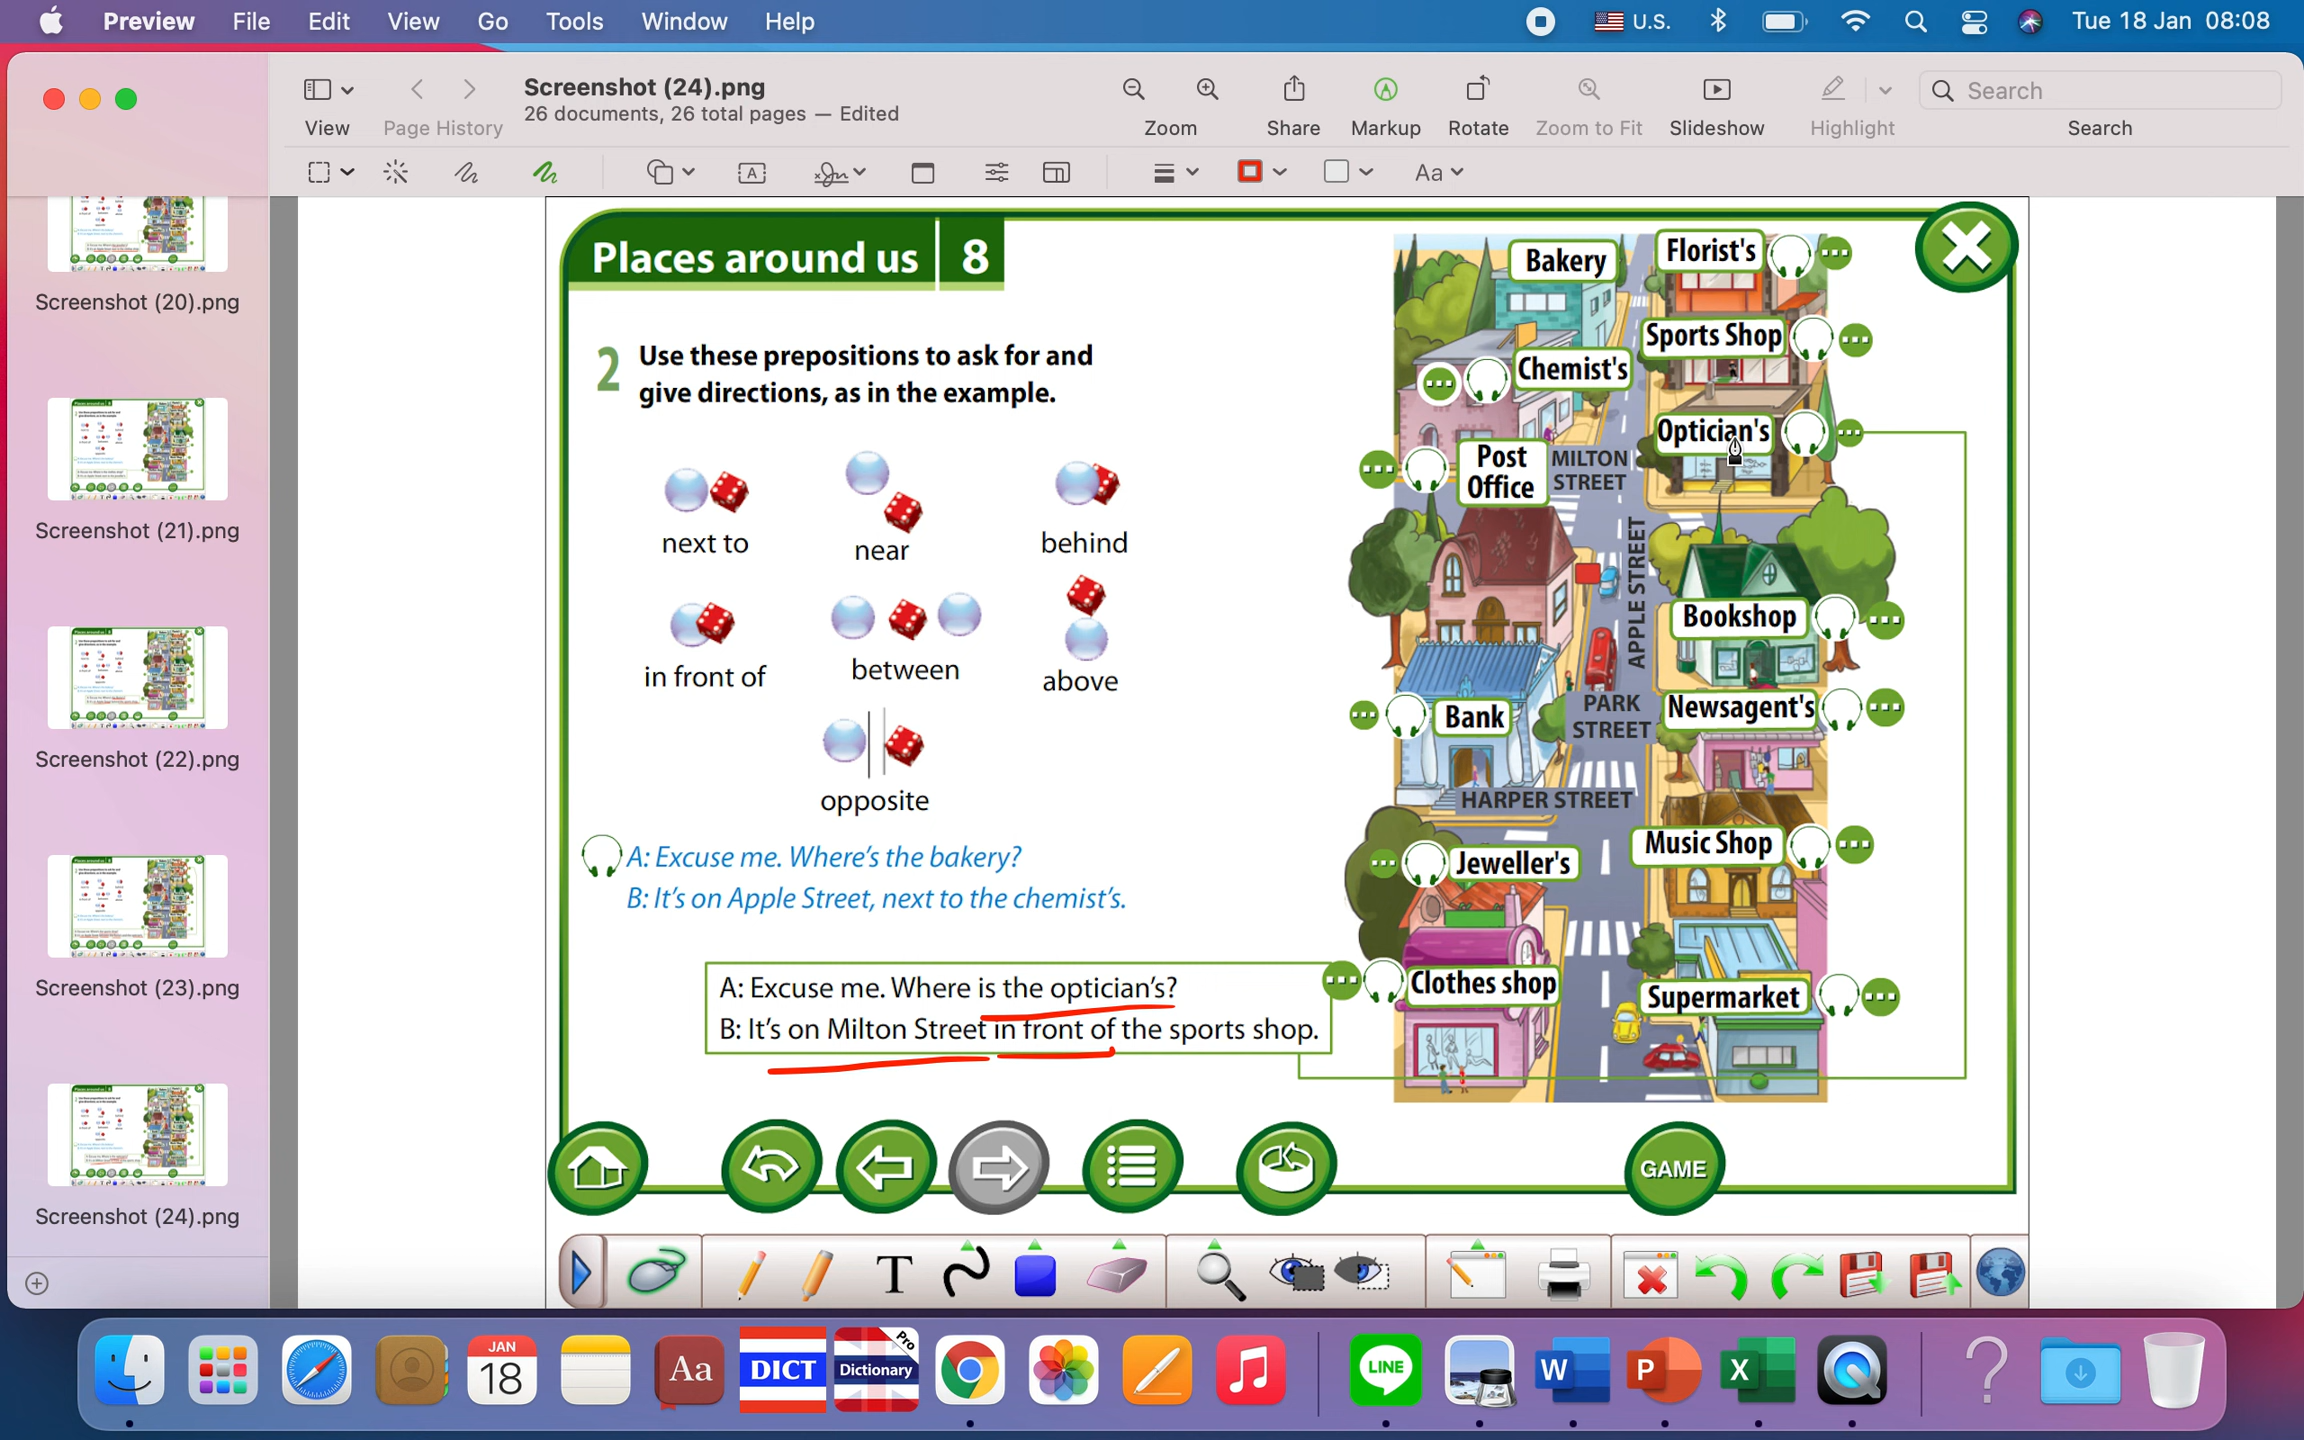 Preview File Edit View Go Tools Window Help
U.S. Tue 18 Jan 08:08
Screenshot (24).png
26 documents, 26 total pages — Edited
View Page History Zoom Share Markup Rotate Zoom to Fit Slideshow Highlight Search
Search
Aa
Screenshot (20).png
Screenshot (21).png
Screenshot (22).png
Screenshot (23).png
Screenshot (24).png
Places around us 8
2 Use these prepositions to ask for and
give directions, as in the example.
next to
near
behind
in front of
between
above
opposite
A: Excuse me. Where's the bakery?
B: It's on Apple Street, next to the chemist's.
A: Excuse me. Where is the optician's?
B: It's on Milton Street in front of the sports shop.
Bakery
Florist's
Sports Shop
Chemist's
Optician's
Post
Office
MILTON
STREET
APPLE STREET
Bookshop
Bank
PARK
STREET
Newsagent's
HARPER STREET
Music Shop
Jeweller's
Clothes shop
Supermarket
GAME
T
JAN
18
Aa
DICT
Dictionary
Pro
LINE
W
P
X